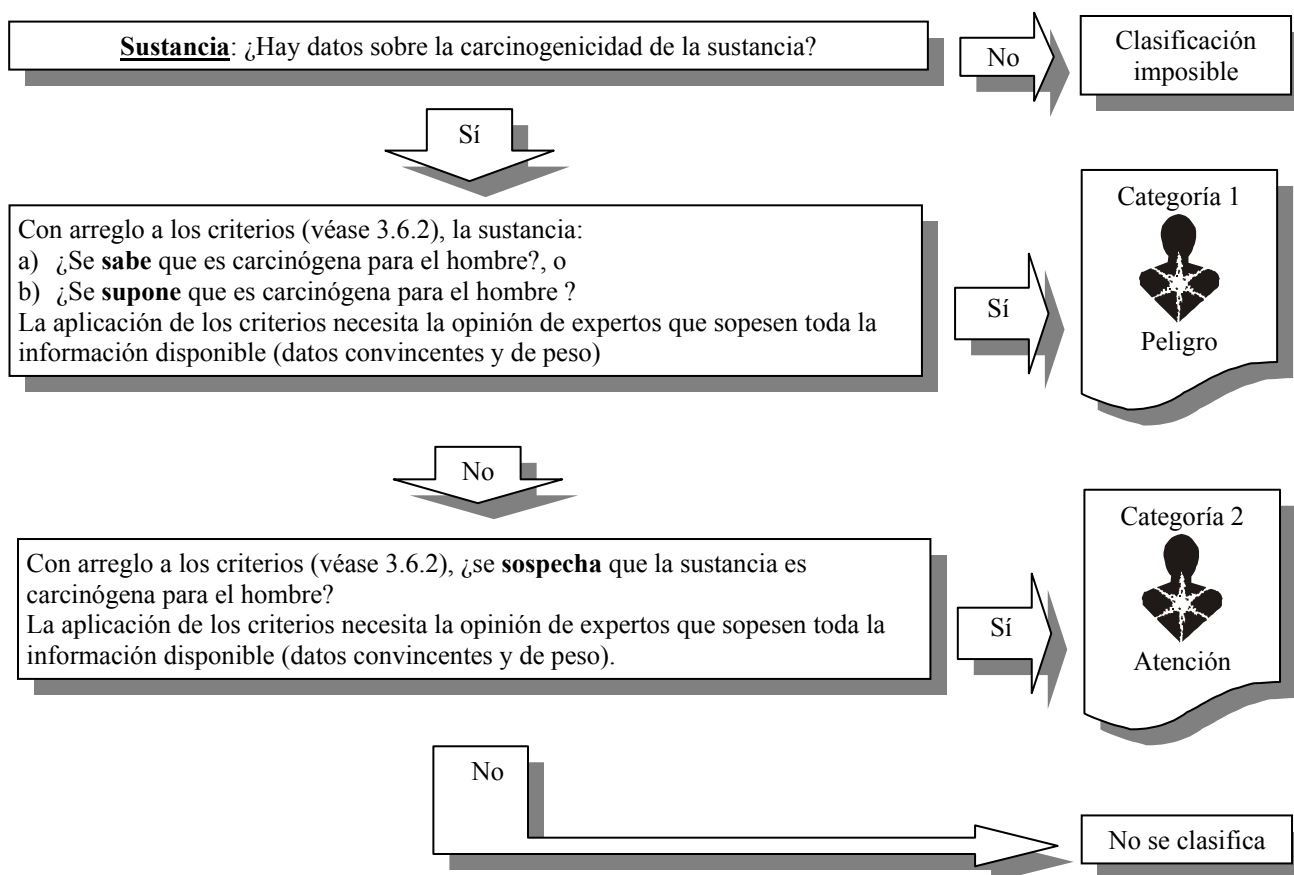 Sustancia: ¿Hay datos sobre la carcinogenicidad de la sustancia?
No
Clasificación
imposible
Sí
Con arreglo a los criterios (véase 3.6.2), la sustancia:
a) ¿Se sabe que es carcinógena para el hombre?, o
b) ¿Se supone que es carcinógena para el hombre ?
La aplicación de los criterios necesita la opinión de expertos que sopesen toda la
información disponible (datos convincentes y de peso)
Sí
Categoría 1
Peligro
No
Con arreglo a los criterios (véase 3.6.2), ¿se sospecha que la sustancia es
carcinógena para el hombre?
La aplicación de los criterios necesita la opinión de expertos que sopesen toda la
información disponible (datos convincentes y de peso).
Sí
Categoría 2
Atención
No
No se clasifica